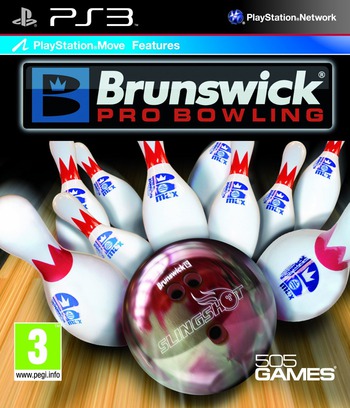 PS3
PlayStation®Network
PlayStation®Move Features
B Brunswick®
PRO BOWLING
Brunswick
SLINGSHOT
3
www.pegi.info
505
GAMES